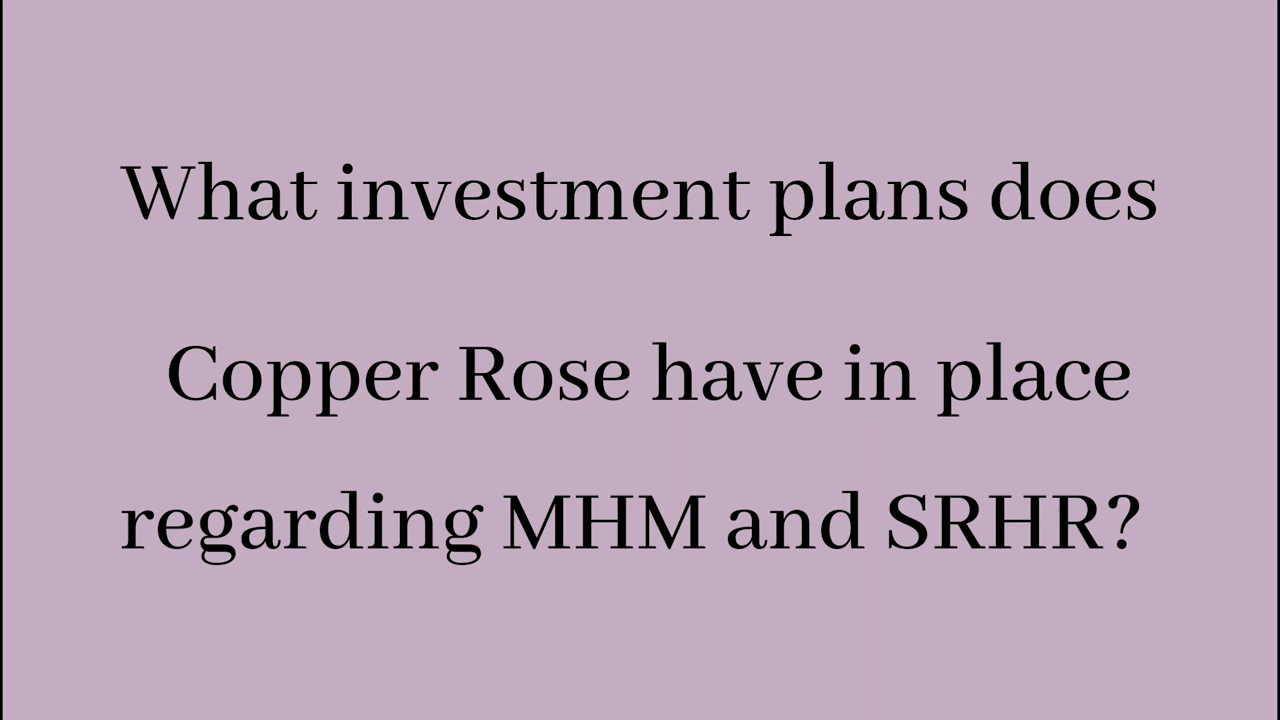 What investment plans does
Copper Rose have in place
regarding MHM and SRHR?